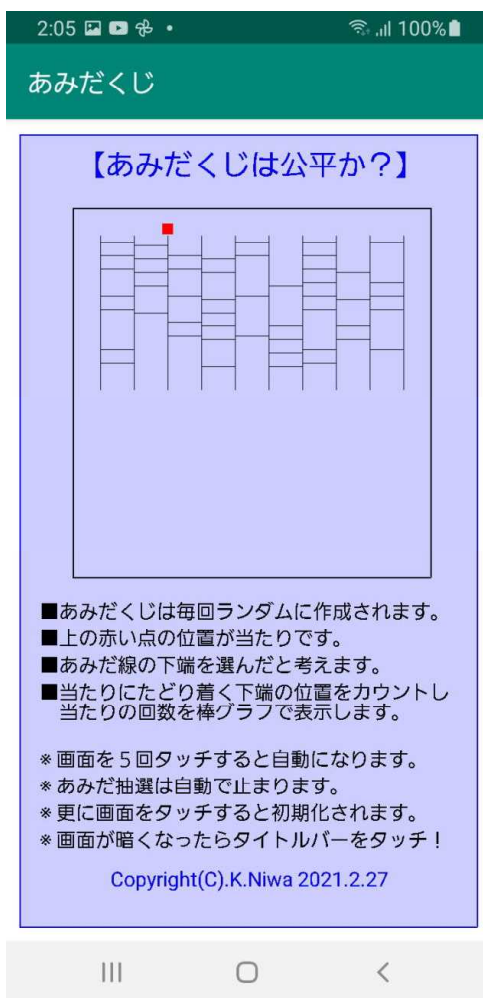 2:05 100%
あみだくじ
【あみだくじは公平か？】
■あみだくじは毎回ランダムに作成されます。
■上の赤い点の位置が当たりです。
■あみだ線の下端を選んだと考えます。
■当たりにたどり着く下端の位置をカウントし
当たりの回数を棒グラフで表示します。
※画面を５回タッチすると自動になります。
※あみだ抽選は自動で止まります。
※更に画面をタッチすると初期化されます。
※画面が暗くなったらタイトルバーをタッチ！
Copyright(C).K.Niwa 2021.2.27